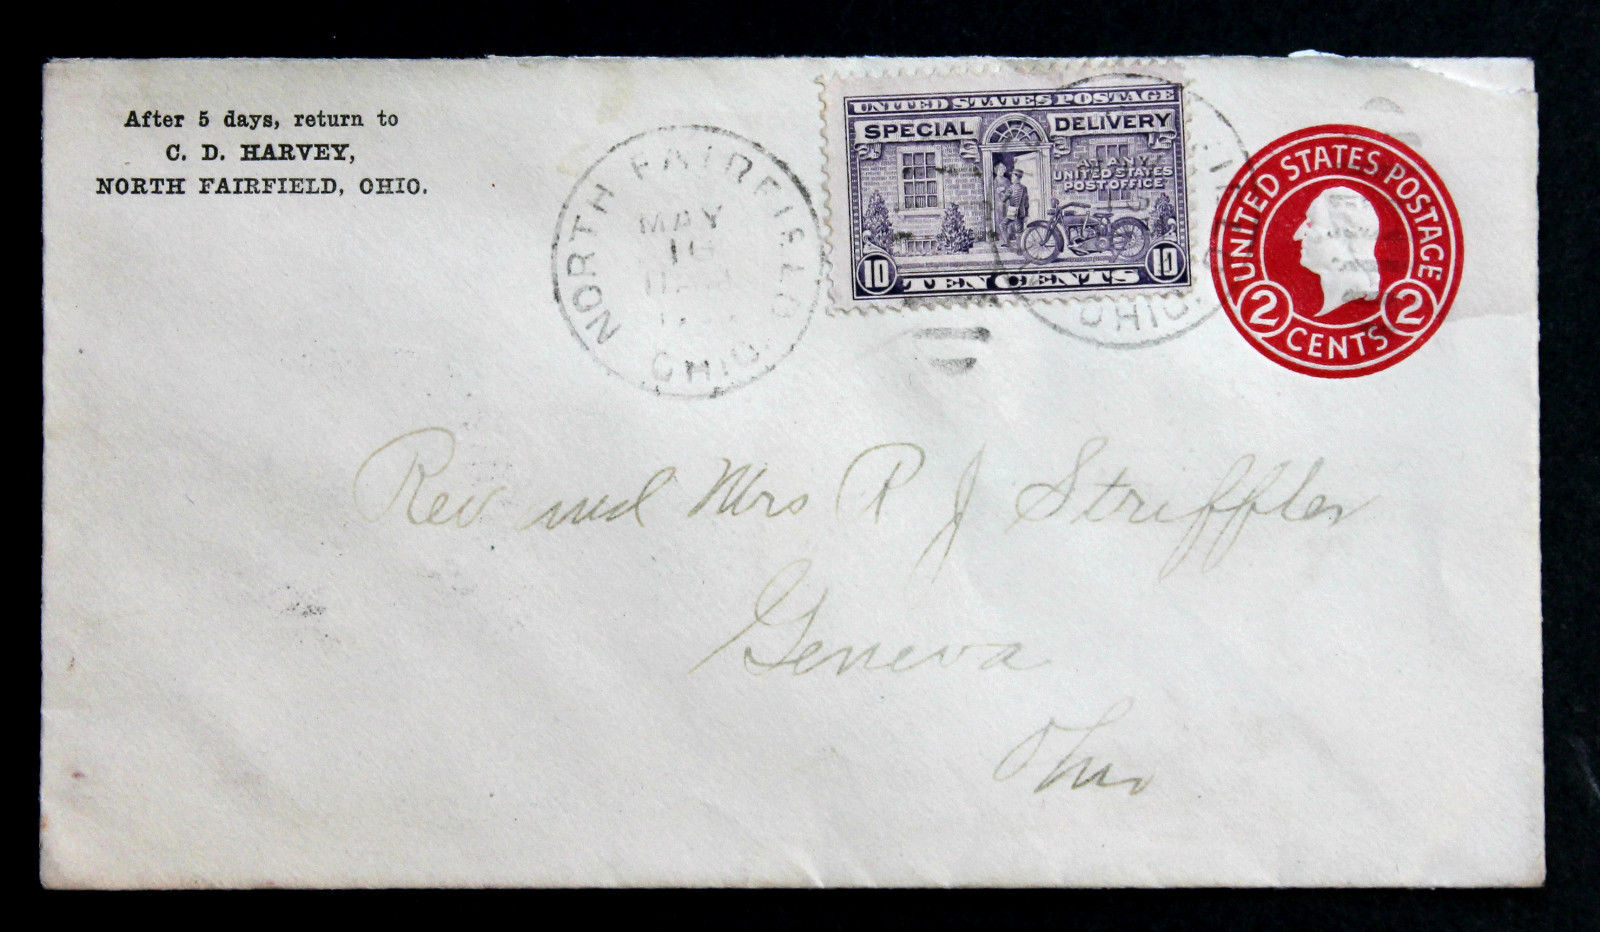 After 5 days, return to
C. D. HARVEY,
NORTH FAIRFIELD, OHIO.
NORTH FAIRFIELD
MAY
16
OHIO.
UNITED STATES POSTAGE
SPECIAL DELIVERY
AT ANY
UNITED STATES
POST OFFICE
10 TEN CENTS 10
OHIO
UNITED STATES POSTAGE
2 CENTS 2
Rev and Mrs R J Striffler
Geneva
Ohio